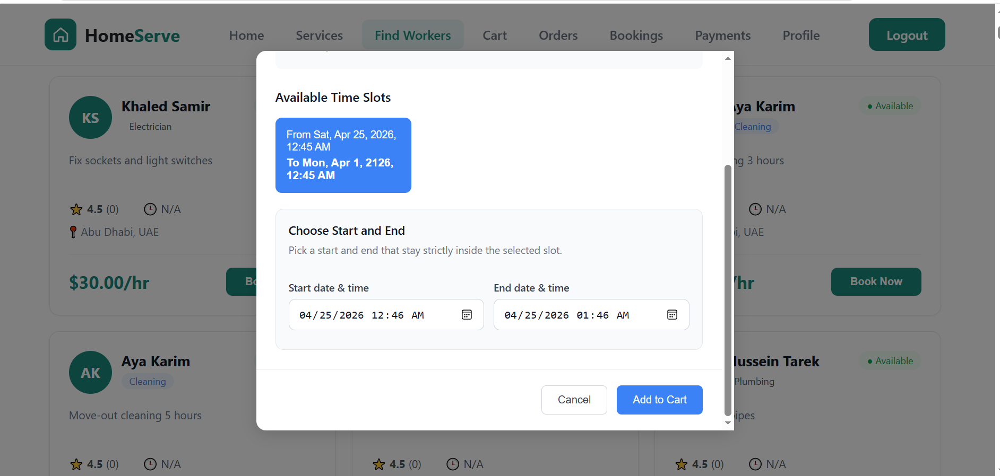 HomeServe
Home
Services
Find Workers
Cart
Orders
Bookings
Payments
Profile
Logout
KS
Khaled Samir
Electrician
Fix sockets and light switches
4.5 (0)
N/A
Abu Dhabi, UAE
$30.00/hr
Available Time Slots
From Sat, Apr 25, 2026,
12:45 AM
To Mon, Apr 1, 2126,
12:45 AM
Choose Start and End
Pick a start and end that stay strictly inside the selected slot.
Start date & time
End date & time
04/25/2026 12:46 AM
04/25/2026 01:46 AM
Cancel
Add to Cart
Aya Karim
Available
Cleaning
3 hours
N/A
UAE
/hr
Book Now
AK
Aya Karim
Cleaning
Move-out cleaning 5 hours
4.5 (0)
N/A
4.5 (0)
N/A
Hussein Tarek
Available
Plumbing
pipes
4.5 (0)
N/A